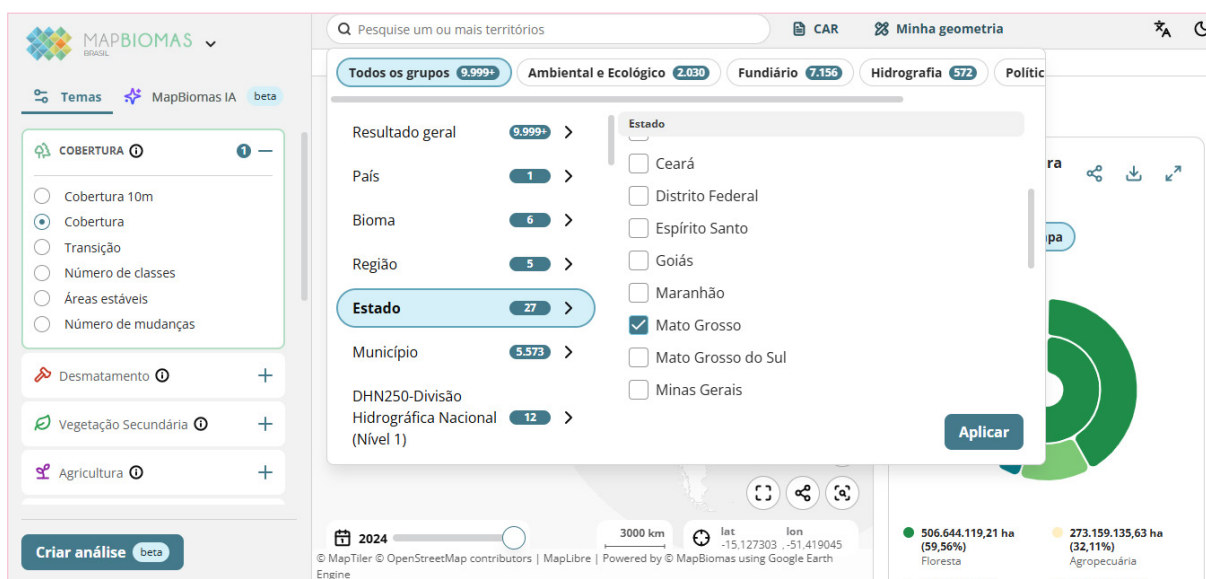 MAPBIOMAS
BRASIL
Temas
MapBiomas IA beta
COBERTURA 1
Cobertura 10m
Cobertura
Transição
Número de classes
Áreas estáveis
Número de mudanças
Desmatamento
Vegetação Secundária
Agricultura
Criar análise beta
Pesquise um ou mais territórios
CAR
Minha geometria
Todos os grupos 9.999+
Ambiental e Ecológico 2.030
Fundiário 7.156
Hidrografia 572
Polític
Resultado geral 9.999+
País 1
Bioma 6
Região 5
Estado 27
Município 5.573
DHN250-Divisão
Hidrográfica Nacional 12
(Nível 1)
Estado
Ceará
Distrito Federal
Espírito Santo
Goiás
Maranhão
Mato Grosso
Mato Grosso do Sul
Minas Gerais
Aplicar
ra
pa
2024
3000 km
lat lon
-15,127303 , -51,419045
© MapTiler © OpenStreetMap contributors | MapLibre | Powered by © MapBiomas using Google Earth
Engine
506.644.119,21 ha
(59,56%)
Floresta
273.159.135,63 ha
(32,11%)
Agropecuária